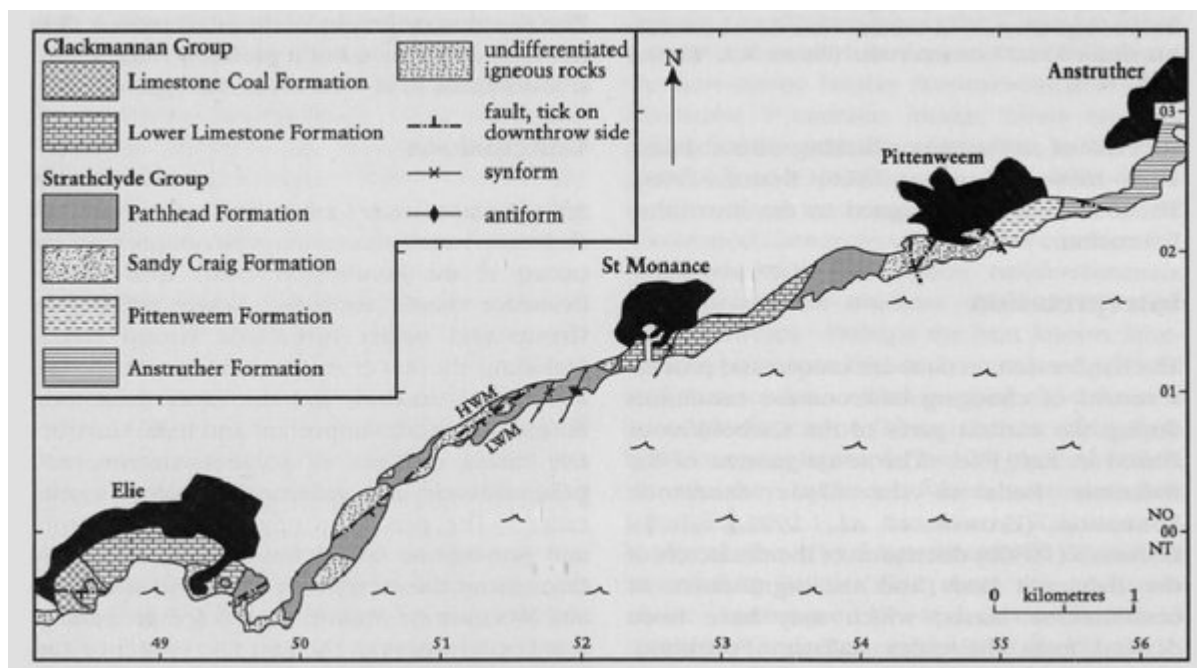 Clackmannan Group
Limestone Coal Formation
Lower Limestone Formation
Strathclyde Group
Pathhead Formation
Sandy Craig Formation
Pittenweem Formation
Anstruther Formation
undifferentiated
igneous rocks
fault, tick on
downthrow side
synform
antiform
N
Anstruther
03
Pittenweem
02
St Monance
01
HWM
LWM
Elie
NO
00
NT
0 kilometres 1
49 50 51 52 53 54 55 56